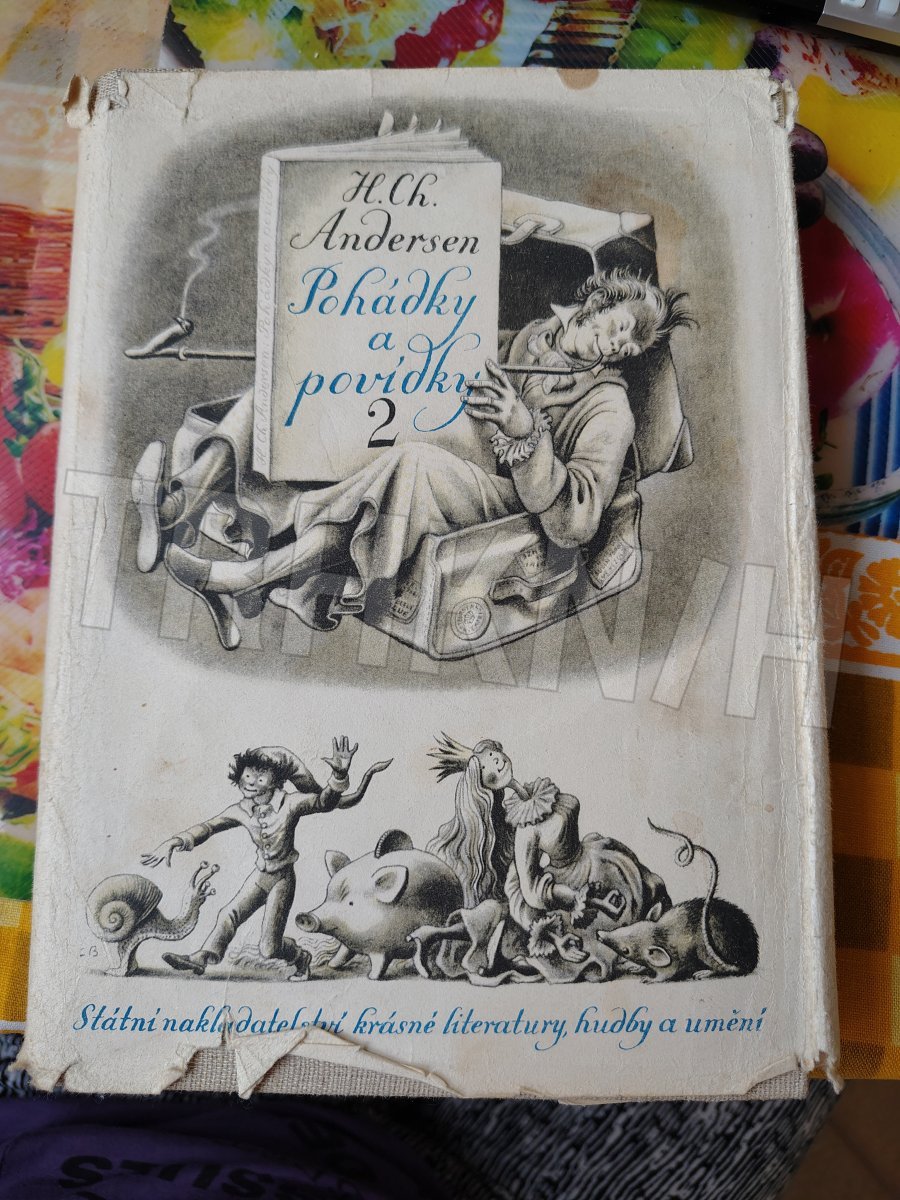 H. Ch.
Andersen
Pohádky
a
povídky
2
Státní nakladatelství krásné literatury, hudby a umění